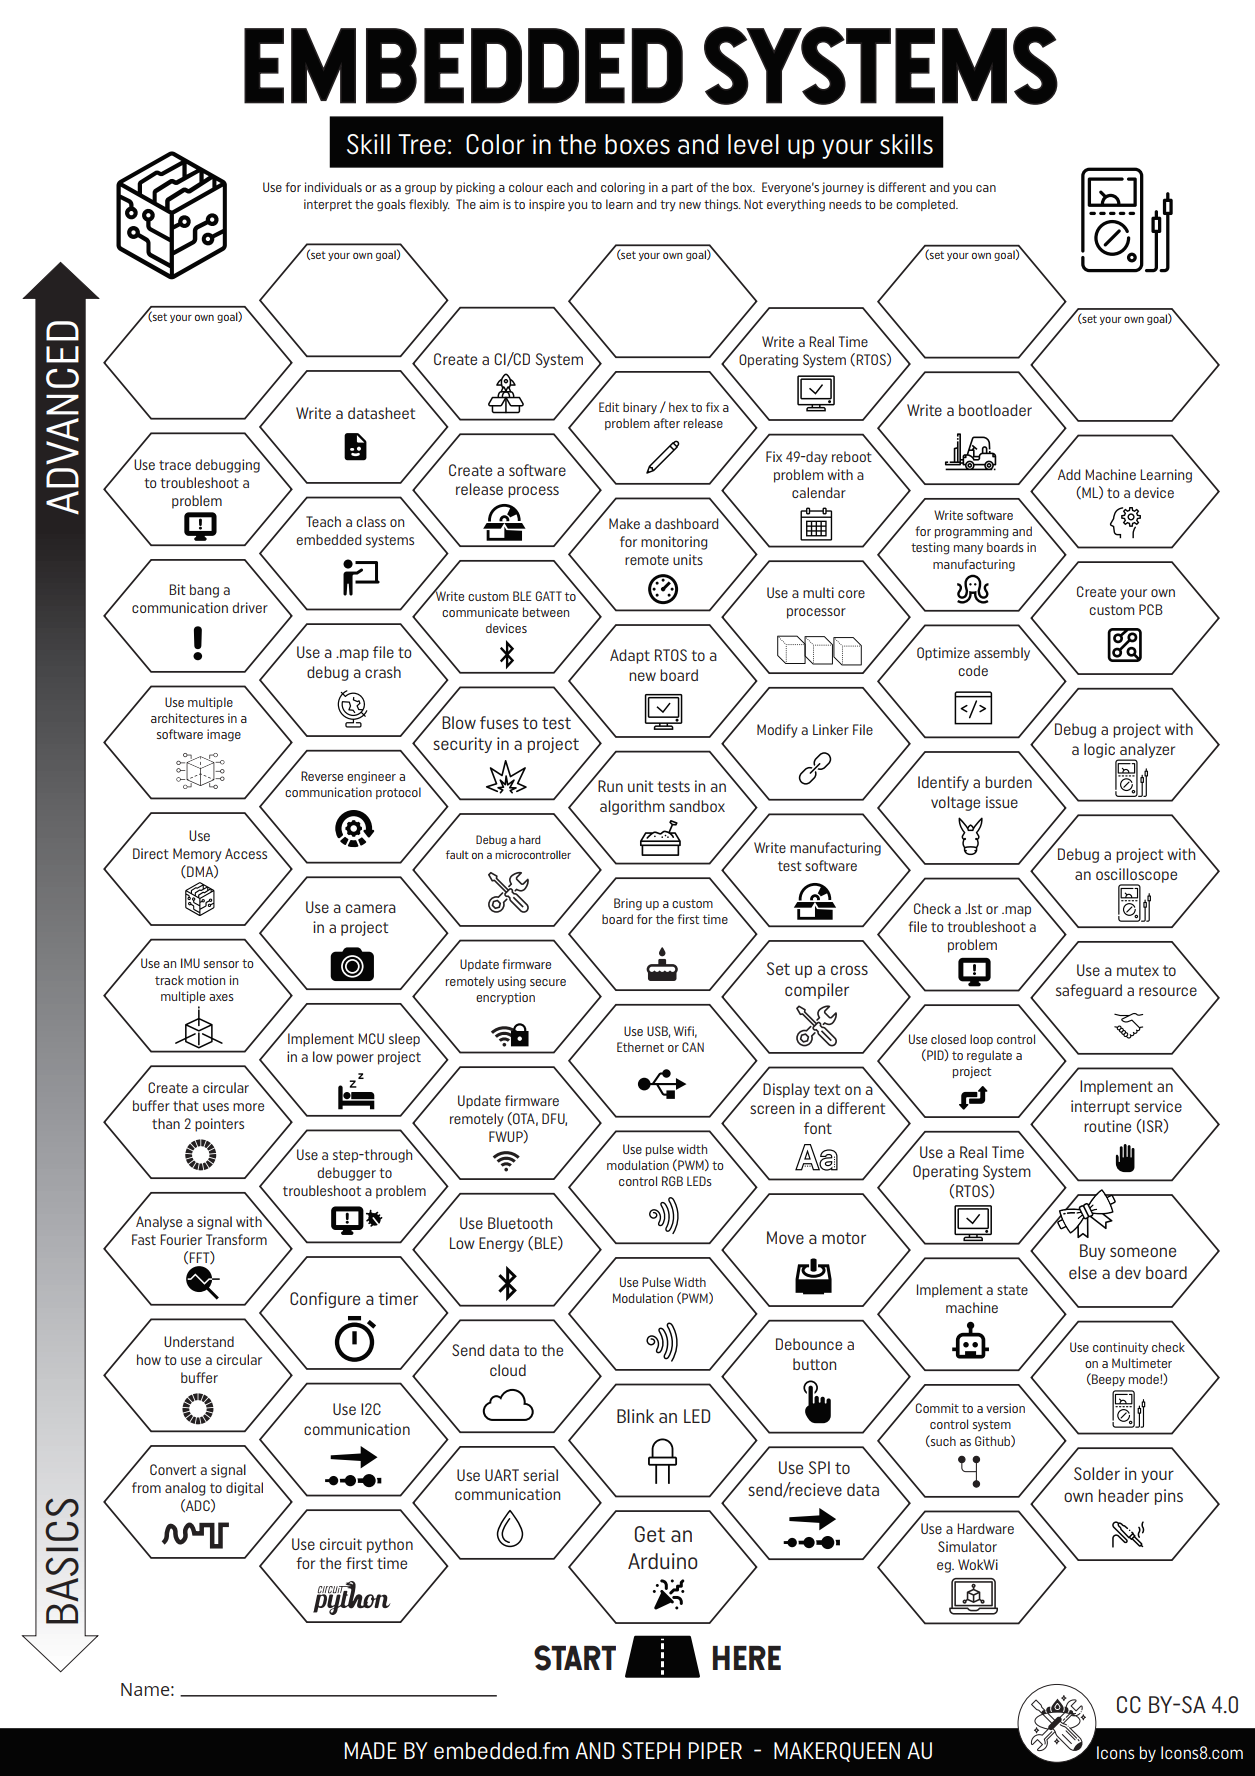 EMBEDDED SYSTEMS
Skill Tree: Color in the boxes and level up your skills
Use for individuals or as a group by picking a colour each and coloring in a part of the box. Everyone's journey is different and you can
interpret the goals flexibly. The aim is to inspire you to learn and try new things. Not everything needs to be completed.
ADVANCED
BASICS
(set your own goal)
Use trace debugging
to troubleshoot a
problem
Bit bang a
communication driver
Use multiple
architectures in a
software image
Use
Direct Memory Access
(DMA)
Use an IMU sensor to
track motion in
multiple axes
Create a circular
buffer that uses more
than 2 pointers
Analyse a signal with
Fast Fourier Transform
(FFT)
Understand
how to use a circular
buffer
Convert a signal
from analog to digital
(ADC)
(set your own goal)
Write a datasheet
Teach a class on
embedded systems
Use a .map file to
debug a crash
Reverse engineer a
communication protocol
Use a camera
in a project
Implement MCU sleep
in a low power project
z z
Use a step-through
debugger to
troubleshoot a problem
Configure a timer
Use I2C
communication
Use circuit python
for the first time
CIRCUIT
python
Create a CI/CD System
Create a software
release process
Write custom BLE GATT to
communicate between
devices
Blow fuses to test
security in a project
Debug a hard
fault on a microcontroller
Update firmware
remotely using secure
encryption
Update firmware
remotely (OTA, DFU,
FWUP)
Use Bluetooth
Low Energy (BLE)
Send data to the
cloud
Use UART serial
communication
(set your own goal)
Edit binary / hex to fix a
problem after release
Make a dashboard
for monitoring
remote units
Adapt RTOS to a
new board
Run unit tests in an
algorithm sandbox
Bring up a custom
board for the first time
Use USB, Wifi,
Ethernet or CAN
Use pulse width
modulation (PWM) to
control RGB LEDs
Use Pulse Width
Modulation (PWM)
Blink an LED
Get an
Arduino
Write a Real Time
Operating System (RTOS)
Fix 49-day reboot
problem with a
calendar
Use a multi core
processor
Modify a Linker File
</>
Write manufacturing
test software
Set up a cross
compiler
Display text on a
screen in a different
font
Aa
Move a motor
Debounce a
button
Use SPI to
send/recieve data
(set your own goal)
Write a bootloader
Write software
for programming and
testing many boards in
manufacturing
Optimize assembly
code
Identify a burden
voltage issue
Check a .lst or .map
file to troubleshoot a
problem
Use closed loop control
(PID) to regulate a
project
Use a Real Time
Operating System
(RTOS)
Implement a state
machine
Commit to a version
control system
(such as Github)
Use a Hardware
Simulator
eg. WokWi
(set your own goal)
Add Machine Learning
(ML) to a device
Create your own
custom PCB
Debug a project with
a logic analyzer
Debug a project with
an oscilloscope
Use a mutex to
safeguard a resource
Implement an
interrupt service
routine (ISR)
Buy someone
else a dev board
Use continuity check
on a Multimeter
(Beepy mode!)
Solder in your
own header pins
START HERE
Name:
CC BY-SA 4.0
MADE BY embedded.fm AND STEPH PIPER - MAKERQUEEN AU
Icons by Icons8.com